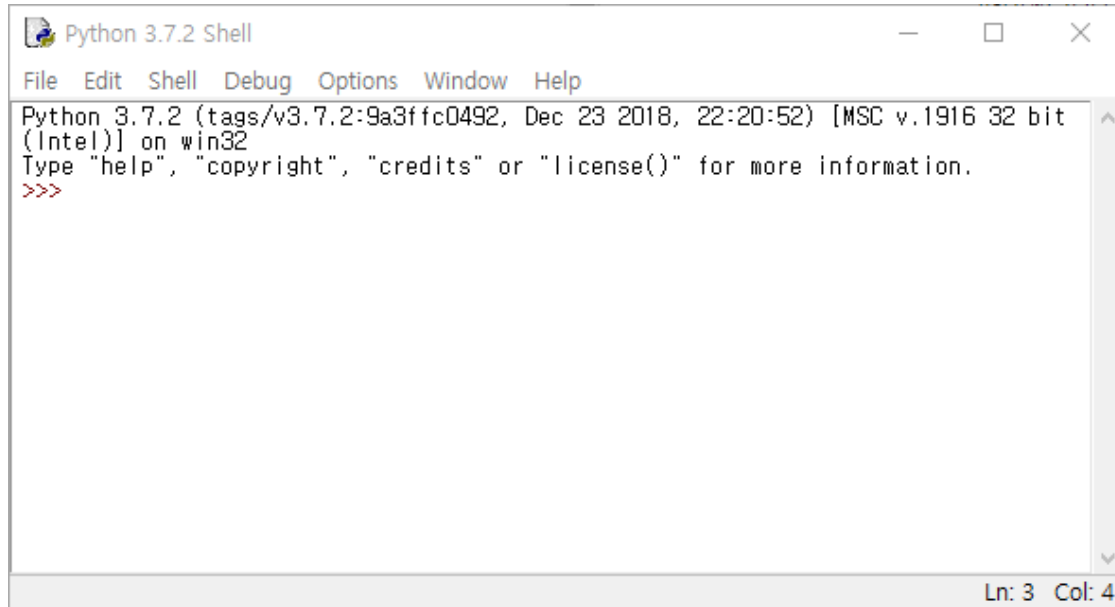 Python 3.7.2 Shell
File Edit Shell Debug Options Window Help
Python 3.7.2 (tags/v3.7.2:9a3ffc0492, Dec 23 2018, 22:20:52) [MSC v.1916 32 bit
(Intel)] on win32
Type "help", "copyright", "credits" or "license()" for more information.
>>>
Ln: 3 Col: 4